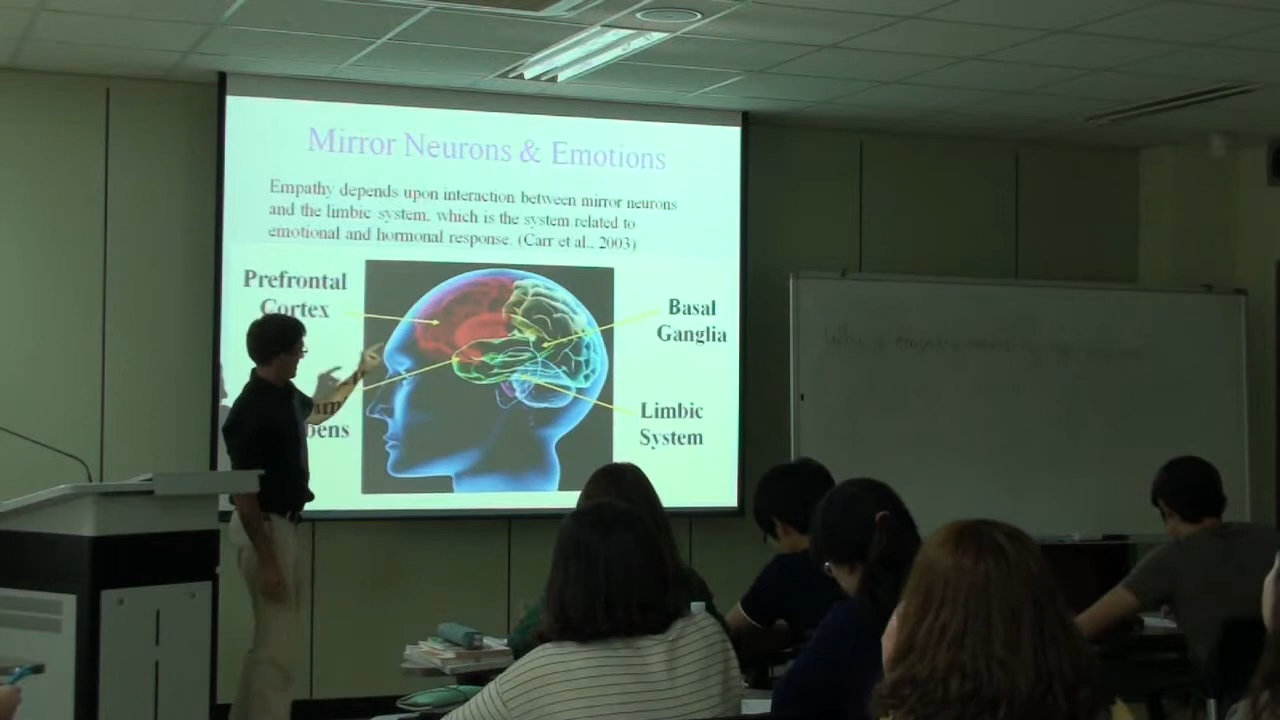 Mirror Neurons & Emotions
Empathy depends upon interaction between mirror neurons
and the limbic system, which is the system related to
emotional and hormonal response. (Carr et al., 2003)
Prefrontal
Cortex
Basal
Ganglia
Limbic
System